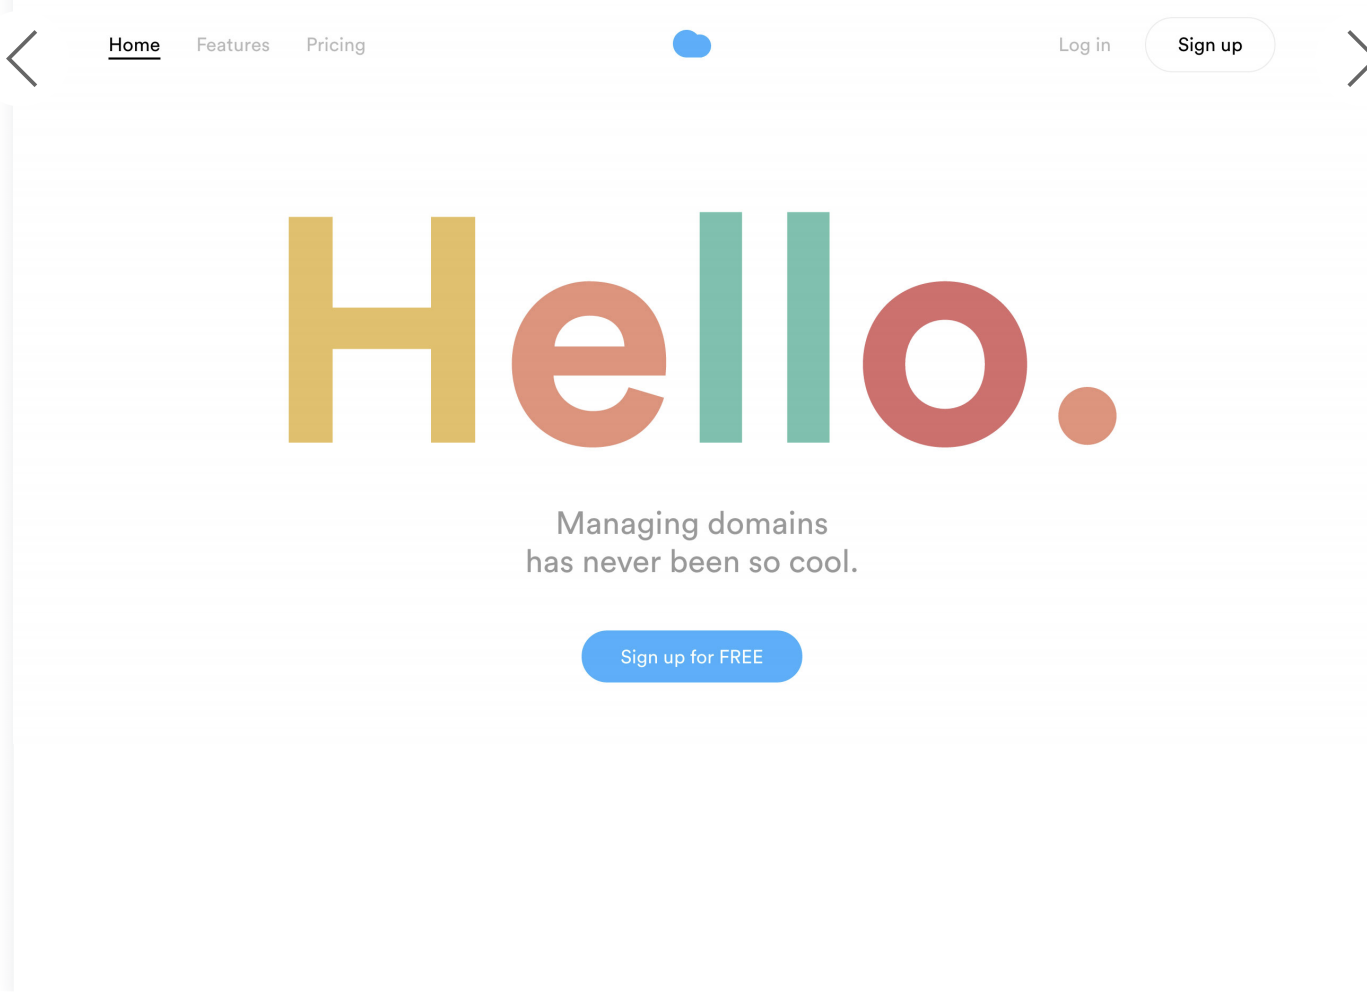 Home Features Pricing Log in Sign up
Hello.
Managing domains
has never been so cool.
Sign up for FREE